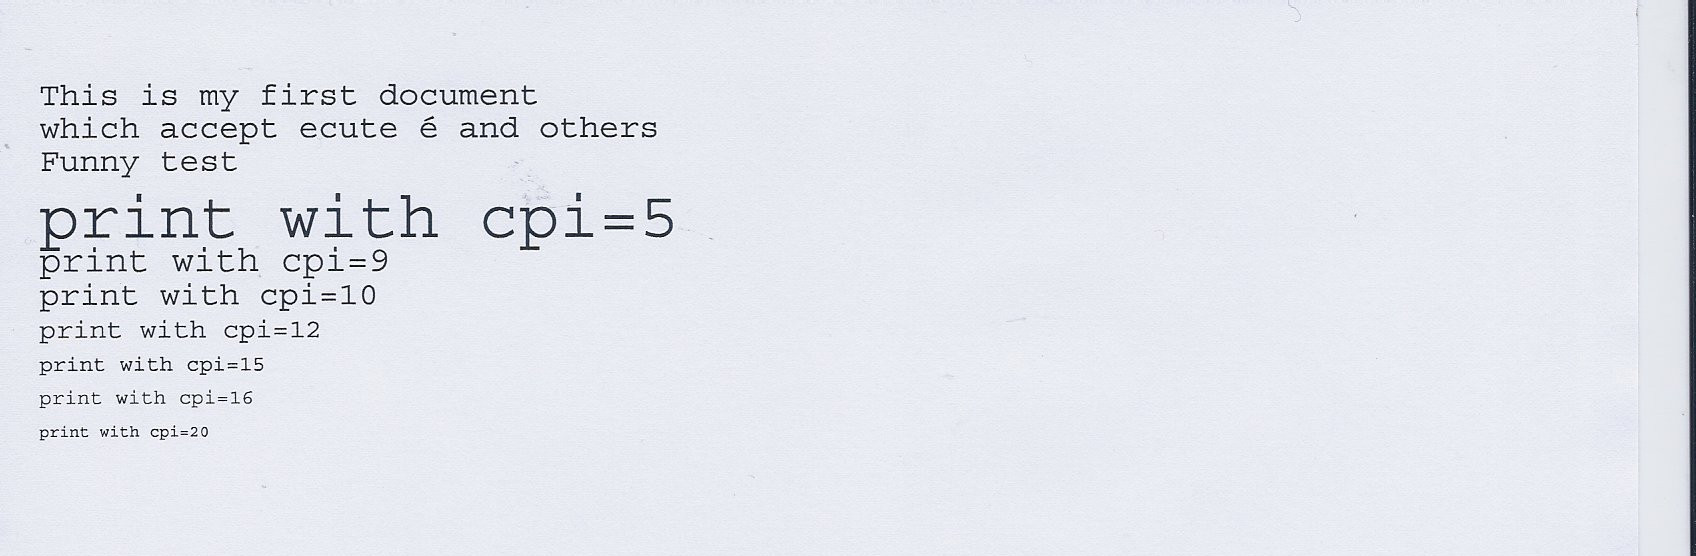 This is my first document
which accept ecute é and others
Funny test
print with cpi=5
print with cpi=9
print with cpi=10
print with cpi=12
print with cpi=15
print with cpi=16
print with cpi=20